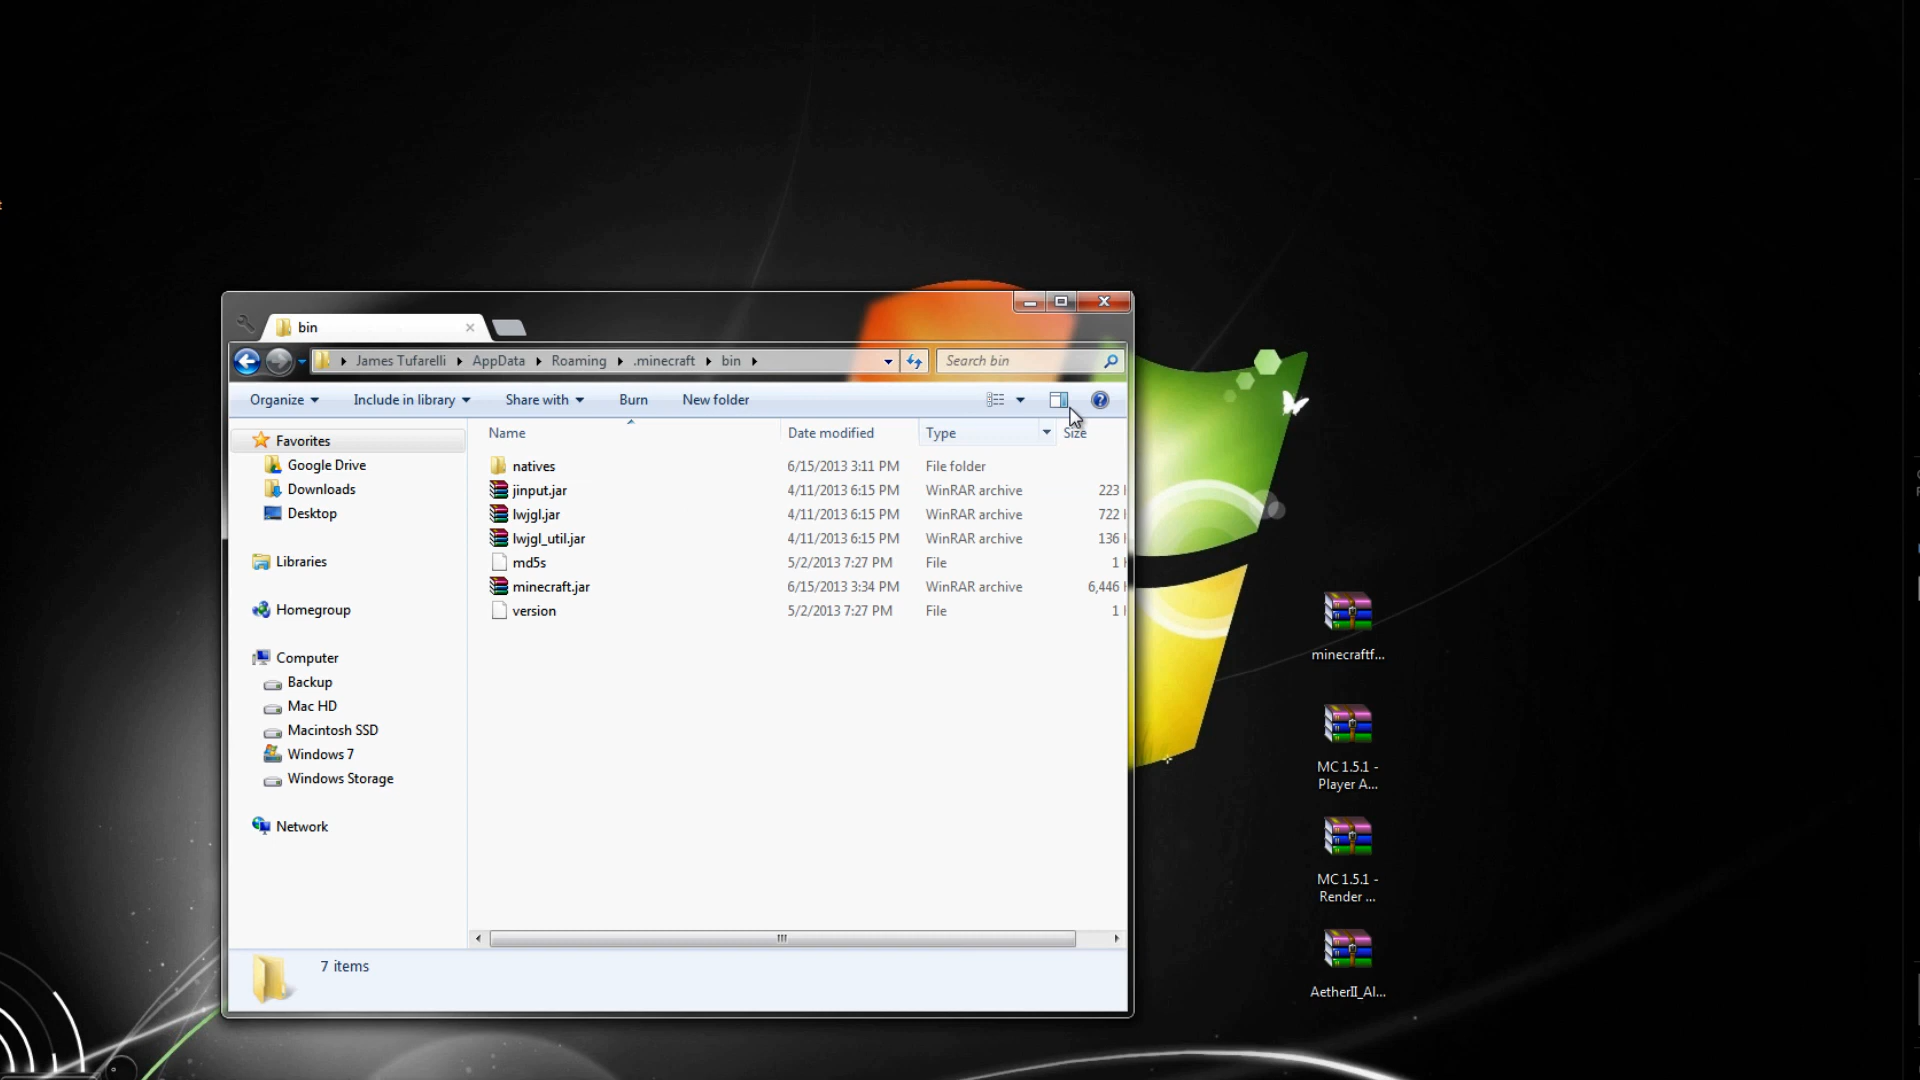 bin
James Tufarelli AppData Roaming .minecraft bin
Search bin
Organize Include in library Share with Burn New folder
Name Date modified Type Size
Favorites
Google Drive
Downloads
Desktop
Libraries
Homegroup
Computer
Backup
Mac HD
Macintosh SSD
Windows 7
Windows Storage
Network
natives 6/15/2013 3:11 PM File folder
jinput.jar 4/11/2013 6:15 PM WinRAR archive 223
lwjgl.jar 4/11/2013 6:15 PM WinRAR archive 722
lwjgl_util.jar 4/11/2013 6:15 PM WinRAR archive 136
md5s 5/2/2013 7:27 PM File 1
minecraft.jar 6/15/2013 3:34 PM WinRAR archive 6,446
version 5/2/2013 7:27 PM File 1
7 items
minecraftf...
MC 1.5.1 -
Player A...
MC 1.5.1 -
Render ...
AetherII_Al...